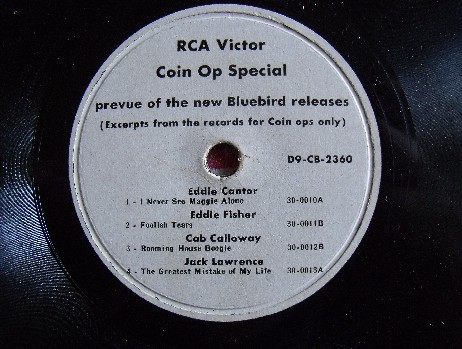 RCA Victor
Coin Op Special
prevue of the new Bluebird releases
(Excerpts from the records for Coin ops only)
D9-CB-2360
Eddie Cantor
1 - I Never See Maggie Alone 30-0010A
Eddie Fisher
2 - Foolish Tears 30-0011B
Cab Calloway
3 - Rooming House Boogie 30-0012B
Jack Lawrence
4 - The Greatest Mistake of My Life 30-0013A